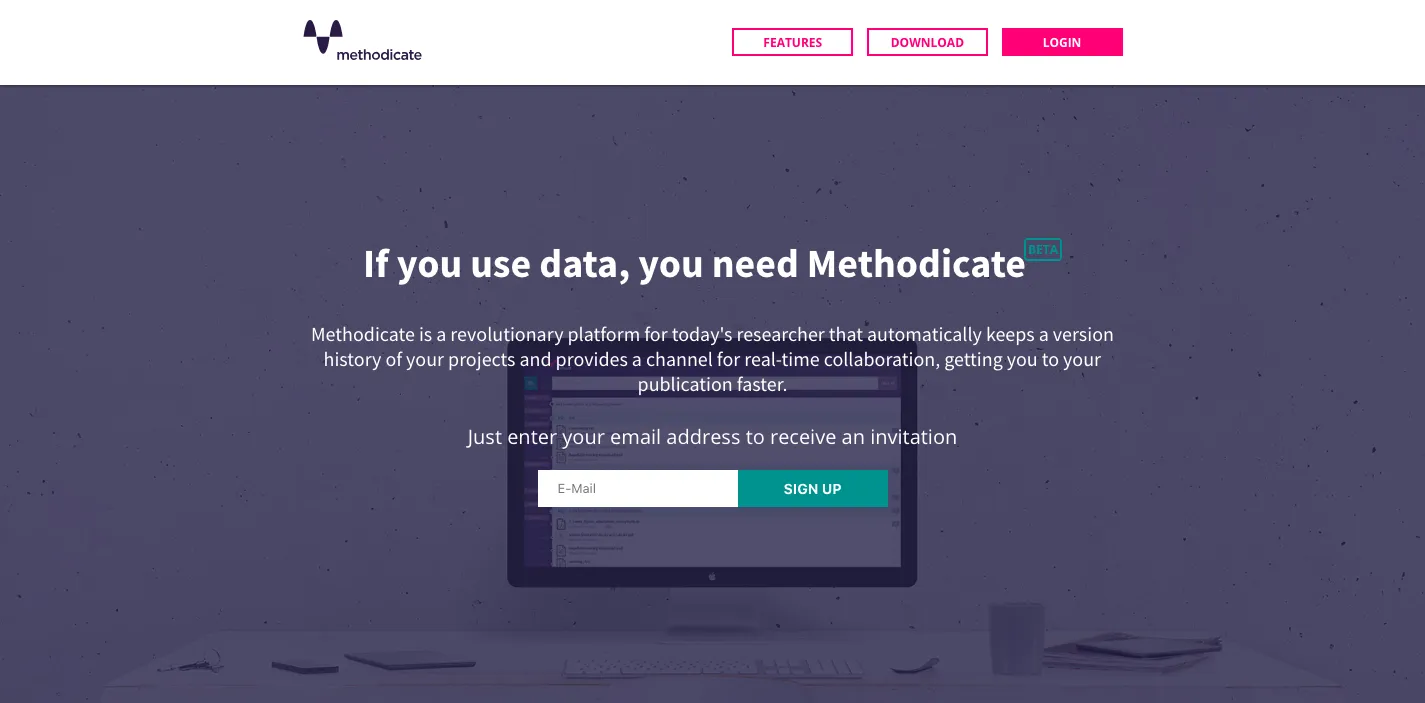 methodicate
FEATURES
DOWNLOAD
LOGIN
If you use data, you need Methodicate BETA
Methodicate is a revolutionary platform for today's researcher that automatically keeps a version
history of your projects and provides a channel for real-time collaboration, getting you to your
publication faster.
Just enter your email address to receive an invitation
E-Mail
SIGN UP